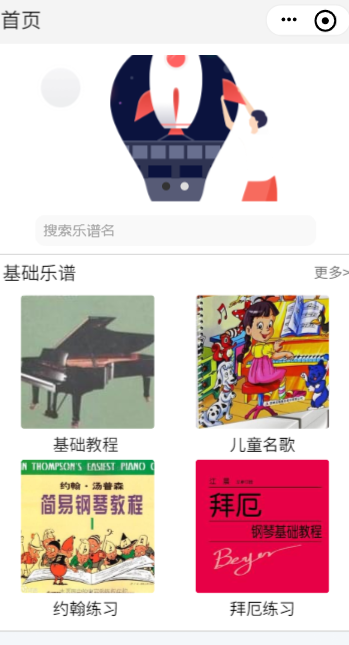 首页
搜索乐谱名
基础乐谱
更多>
基础教程
儿童名歌
N THOMPSON'S EASIEST PIANO C
约翰·汤普森
简易钢琴教程
1
拜厄
钢琴基础教程
Beyer
约翰练习
拜厄练习